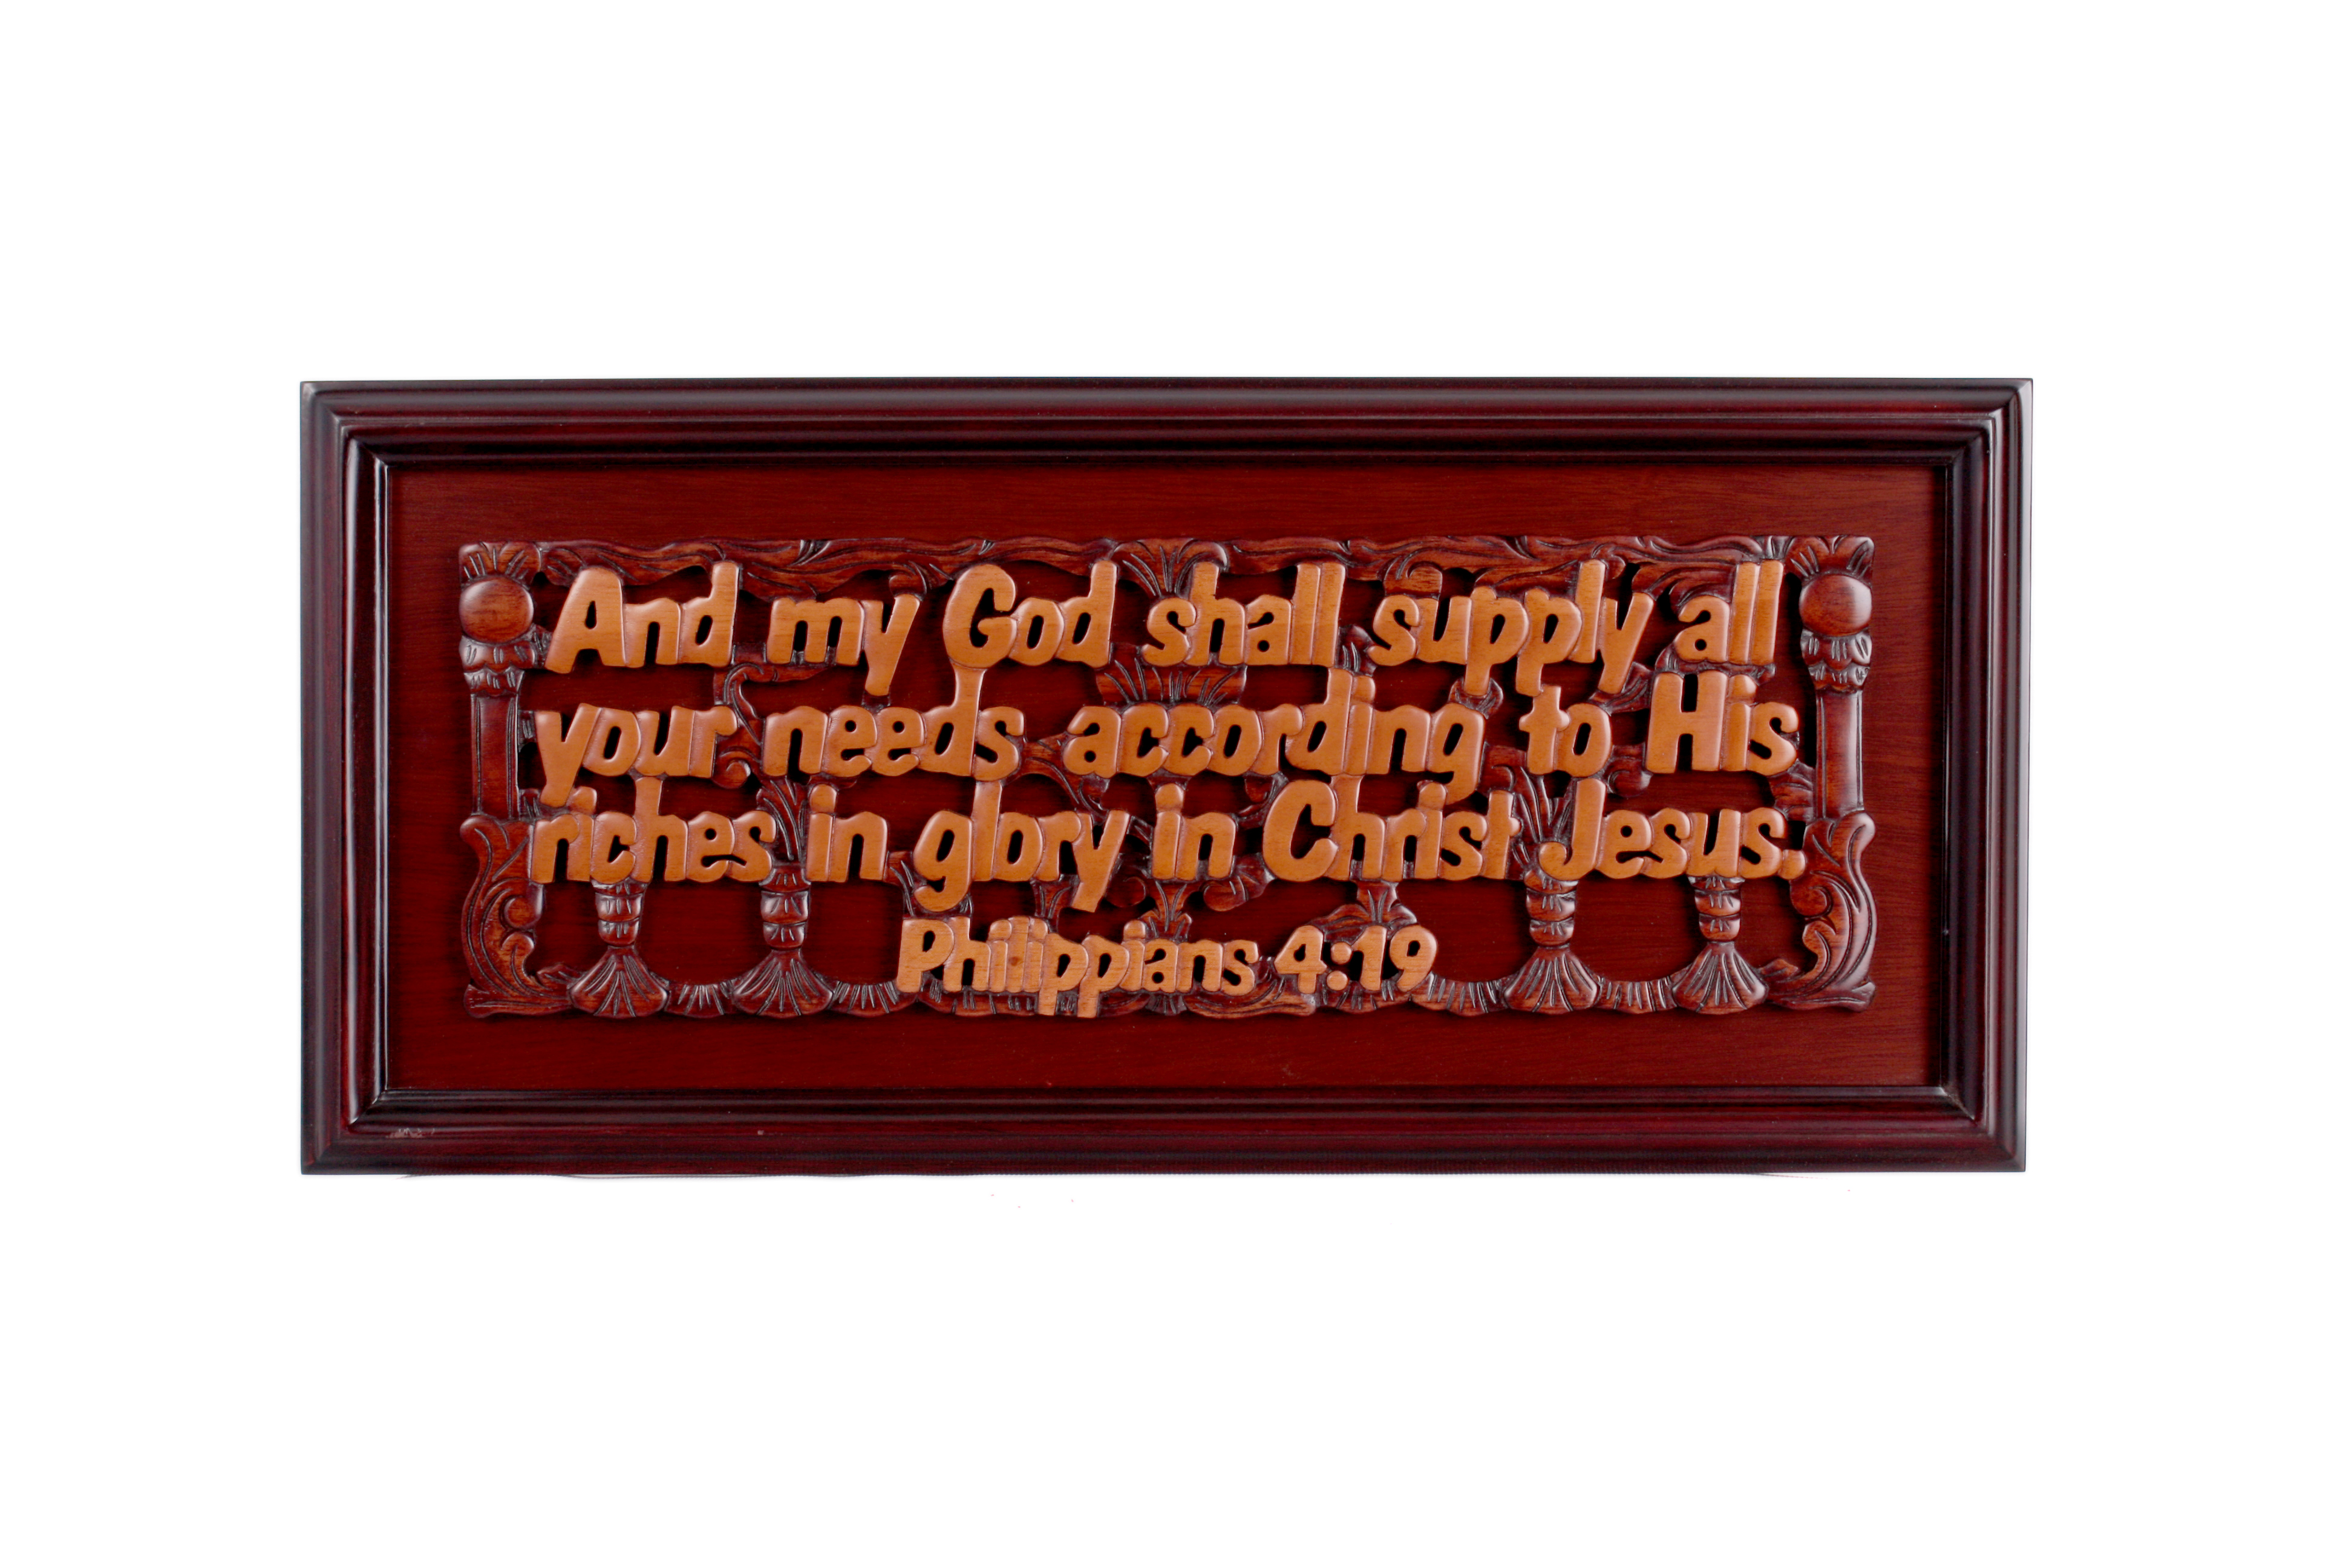 And my God shall supply all
your needs according to His
riches in glory in Christ Jesus.
Philippians 4:19